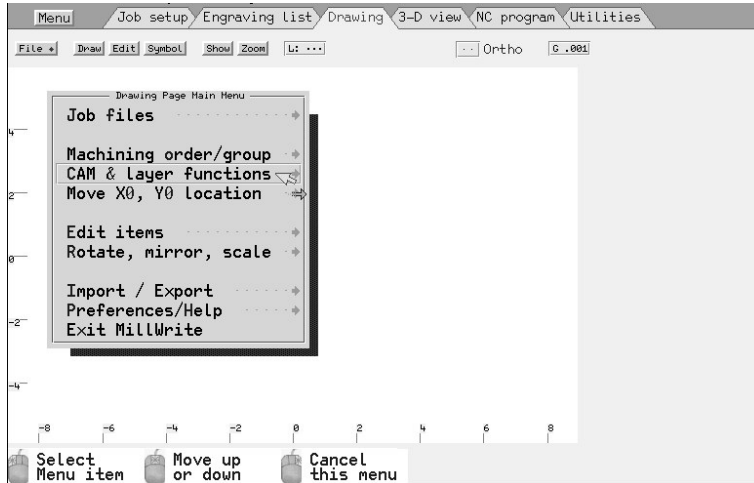 Menu Job setup Engraving list Drawing 3-D view NC program Utilities
File Draw Edit Symbol Show Zoom L: ... Ortho G .001
Drawing Page Main Menu
Job files
Machining order/group
CAM & layer functions
Move X0, Y0 location
Edit items
Rotate, mirror, scale
Import / Export
Preferences/Help
Exit MillWrite
4
2
0
-2
-4
-8 -6 -4 -2 0 2 4 6 8
Select Move up Cancel
Menu item or down this menu